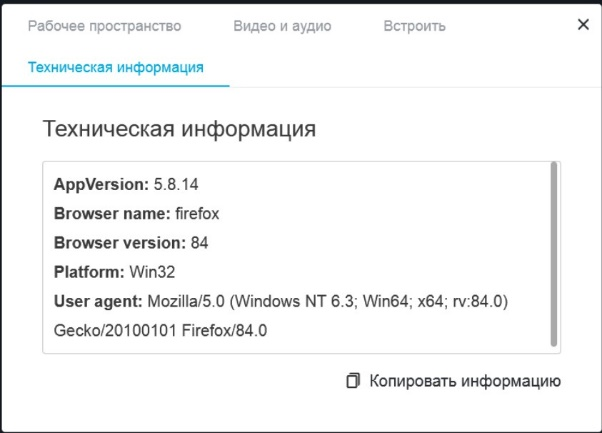 Рабочее пространство Видео и аудио Встроить
Техническая информация
Техническая информация
AppVersion: 5.8.14
Browser name: firefox
Browser version: 84
Platform: Win32
User agent: Mozilla/5.0 (Windows NT 6.3; Win64; x64; rv:84.0)
Gecko/20100101 Firefox/84.0
Копировать информацию